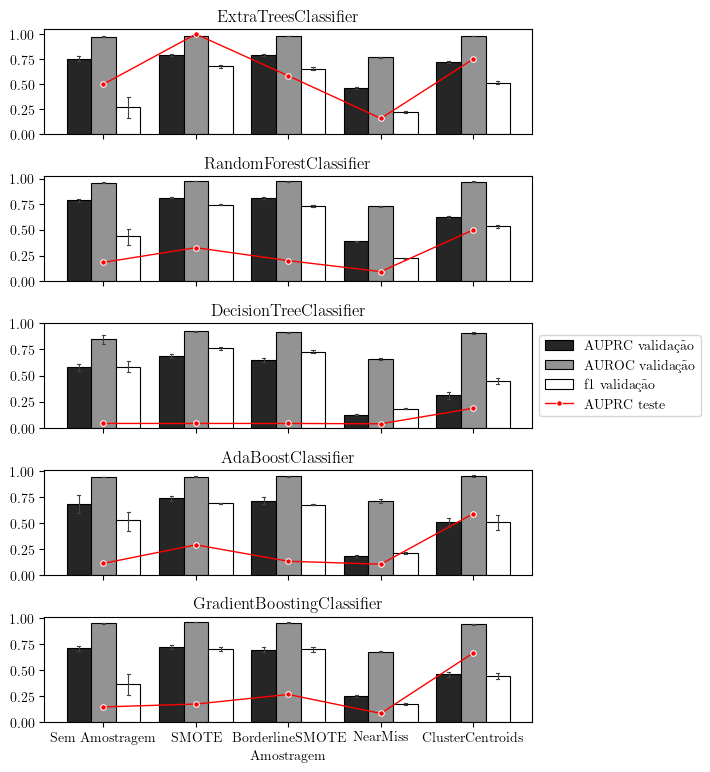 ExtraTreesClassifier
1.00
0.75
0.50
0.25
0.00
RandomForestClassifier
1.00
0.75
0.50
0.25
0.00
DecisionTreeClassifier
1.00
0.75
0.50
0.25
0.00
AUPRC validação
AUROC validação
f1 validação
AUPRC teste
AdaBoostClassifier
1.00
0.75
0.50
0.25
0.00
GradientBoostingClassifier
1.00
0.75
0.50
0.25
0.00
Sem Amostragem SMOTE BorderlineSMOTE NearMiss ClusterCentroids
Amostragem